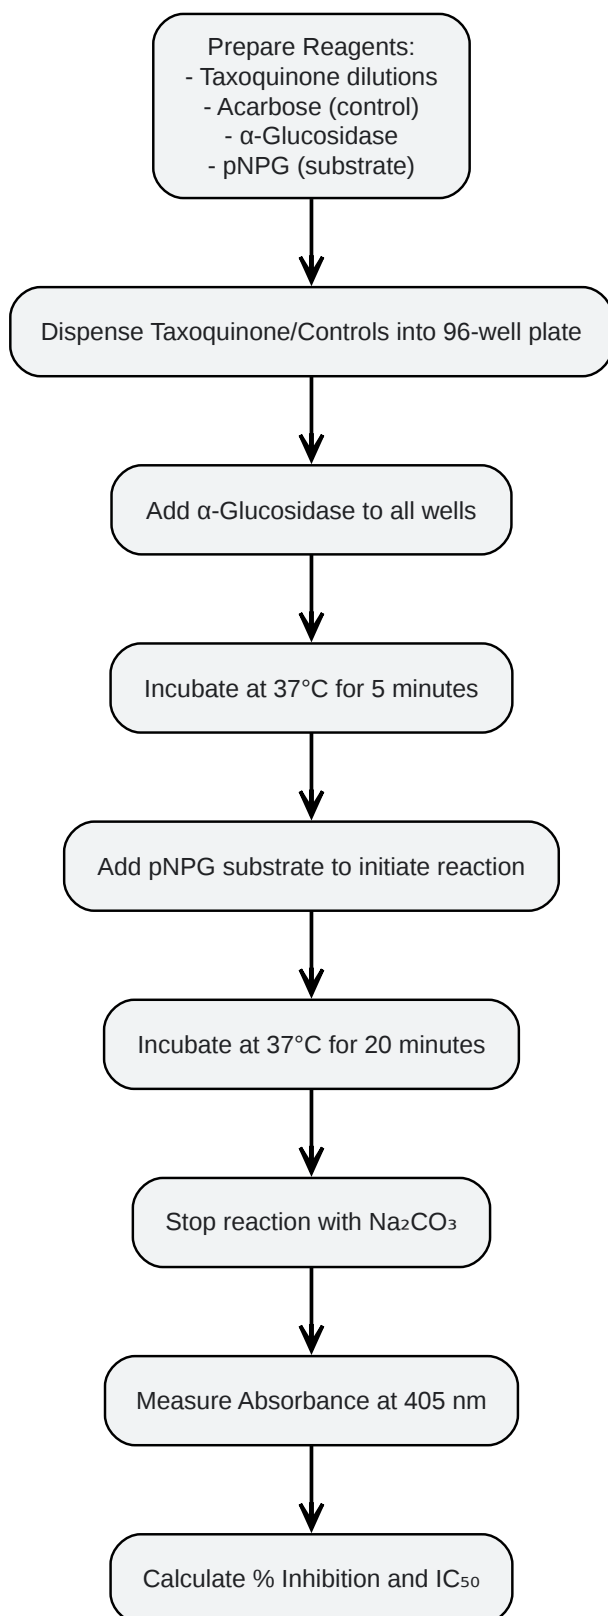 Prepare Reagents:
- Taxoquinone dilutions
- Acarbose (control)
- α-Glucosidase
- pNPG (substrate)
Dispense Taxoquinone/Controls into 96-well plate
Add α-Glucosidase to all wells
Incubate at 37°C for 5 minutes
Add pNPG substrate to initiate reaction
Incubate at 37°C for 20 minutes
Stop reaction with Na₂CO₃
Measure Absorbance at 405 nm
Calculate % Inhibition and IC₅₀